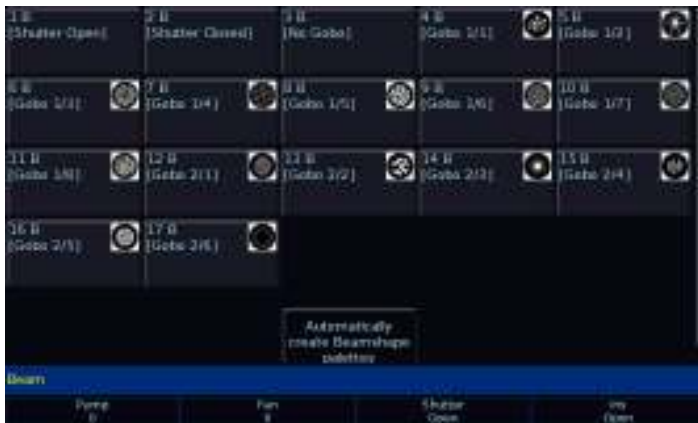 1 B
2 B
3 B
4 B
5 B
[Shutter Open]
[Shutter Closed]
[No Gobo]
[Gobo 1/1]
[Gobo 1/2]
6 B
7 B
8 B
9 B
10 B
[Gobo 1/3]
[Gobo 1/4]
[Gobo 1/5]
[Gobo 1/6]
[Gobo 1/7]
11 B
12 B
13 B
14 B
15 B
[Gobo 1/8]
[Gobo 2/1]
[Gobo 2/2]
[Gobo 2/3]
[Gobo 2/4]
16 B
17 B
[Gobo 2/5]
[Gobo 2/6]
Automatically
create Beamshape
palettes
Beam
Fan
Shutter
Iris
0
Open
Open